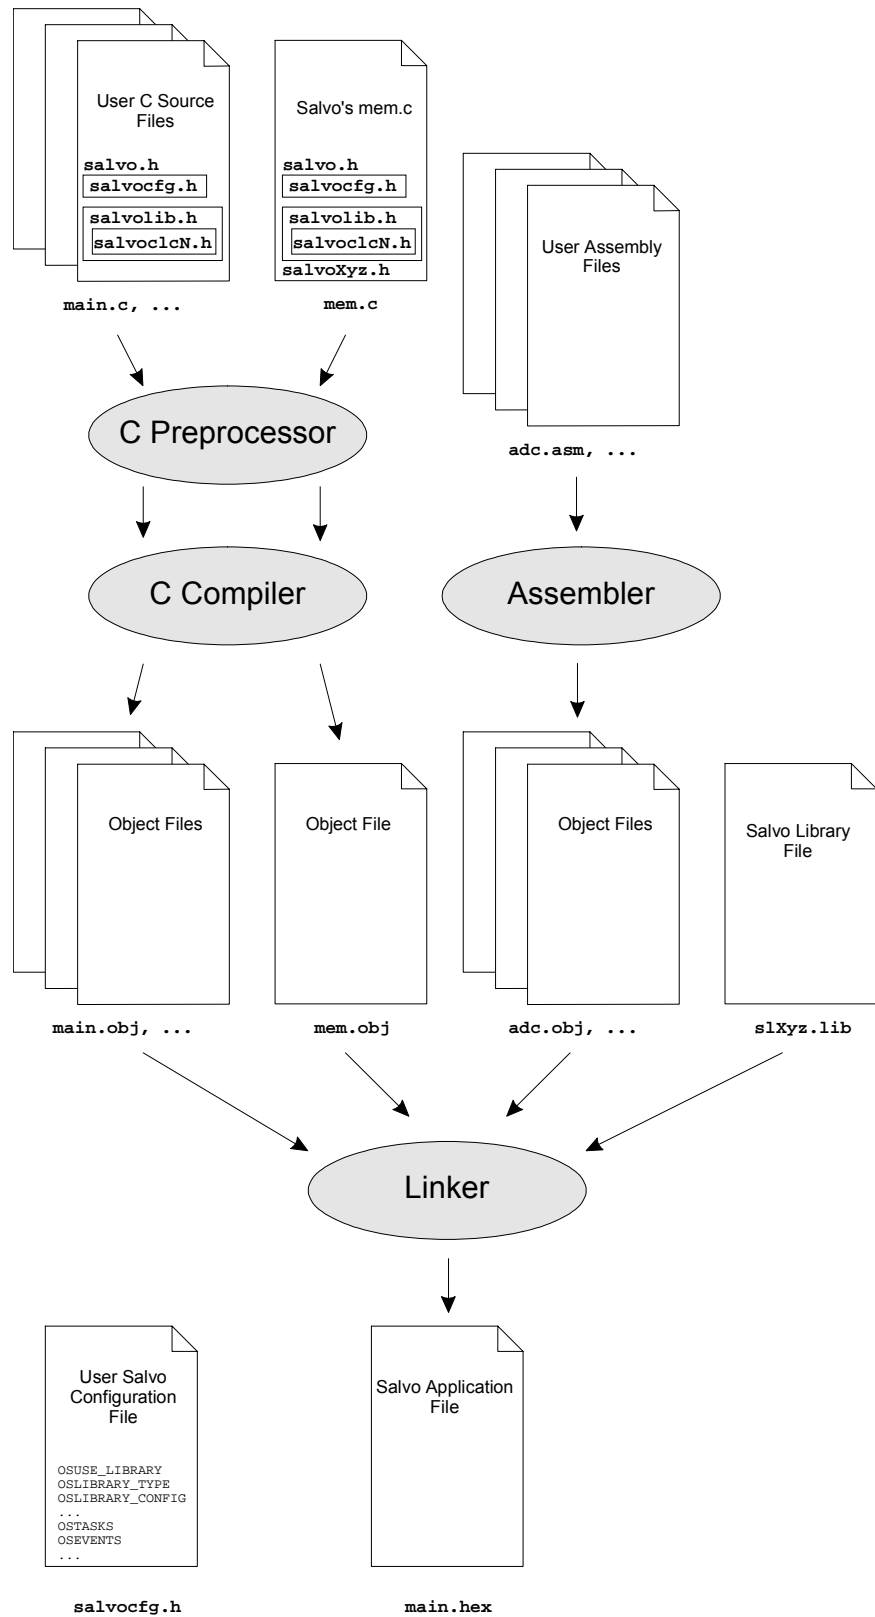 User C Source
Files
salvo.h
salvocfg.h
salvolib.h
salvoclcN.h
main.c, ...
Salvo's mem.c
salvo.h
salvocfg.h
salvolib.h
salvoclcN.h
salvoXyz.h
mem.c
User Assembly
Files
adc.asm, ...
C Preprocessor
C Compiler
Assembler
Object Files
main.obj, ...
Object File
mem.obj
Object Files
adc.obj, ...
Salvo Library
File
slXyz.lib
Linker
User Salvo
Configuration
File
OSUSE_LIBRARY
OSLIBRARY_TYPE
OSLIBRARY_CONFIG
...
OSTASKS
OSEVENTS
...
salvocfg.h
Salvo Application
File
main.hex